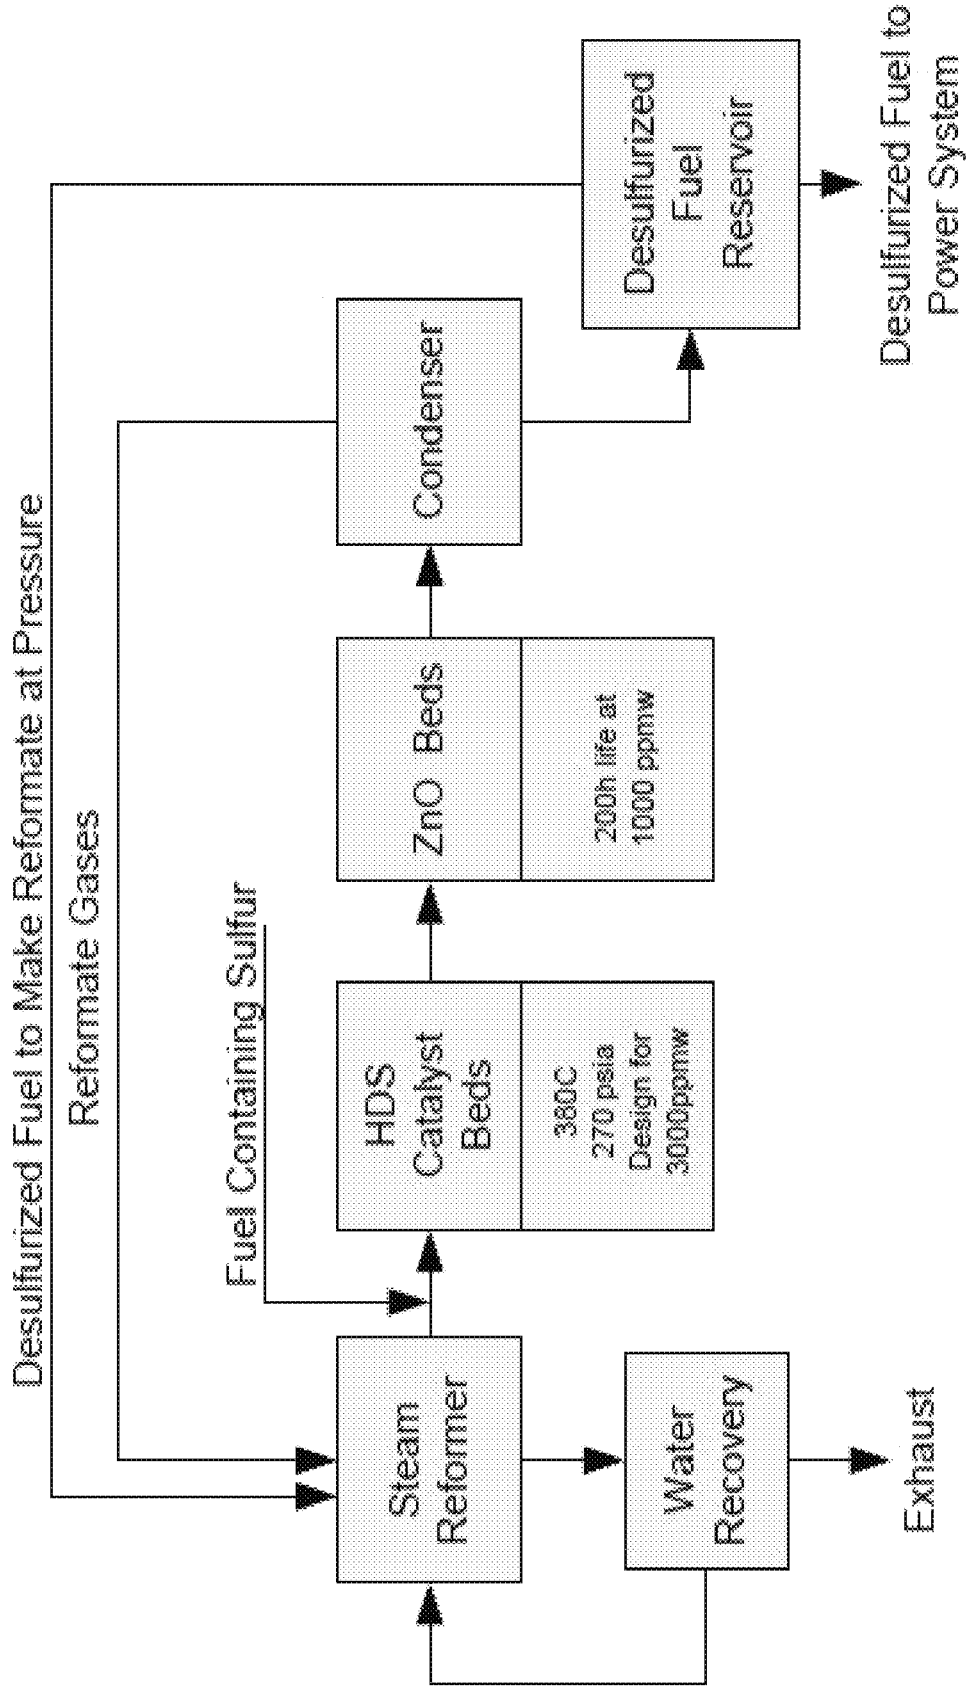 Desulfurized Fuel to Make Reformate at Pressure
Reformate Gases
Fuel Containing Sulfur
Steam
Reformer
HDS
Catalyst
Beds
380C
270 psia
Design for
3000ppmw
ZnO Beds
200h life at
1000 ppmw
Condenser
Desulfurized
Fuel
Reservoir
Water
Recovery
Exhaust
Desulfurized Fuel to
Power System